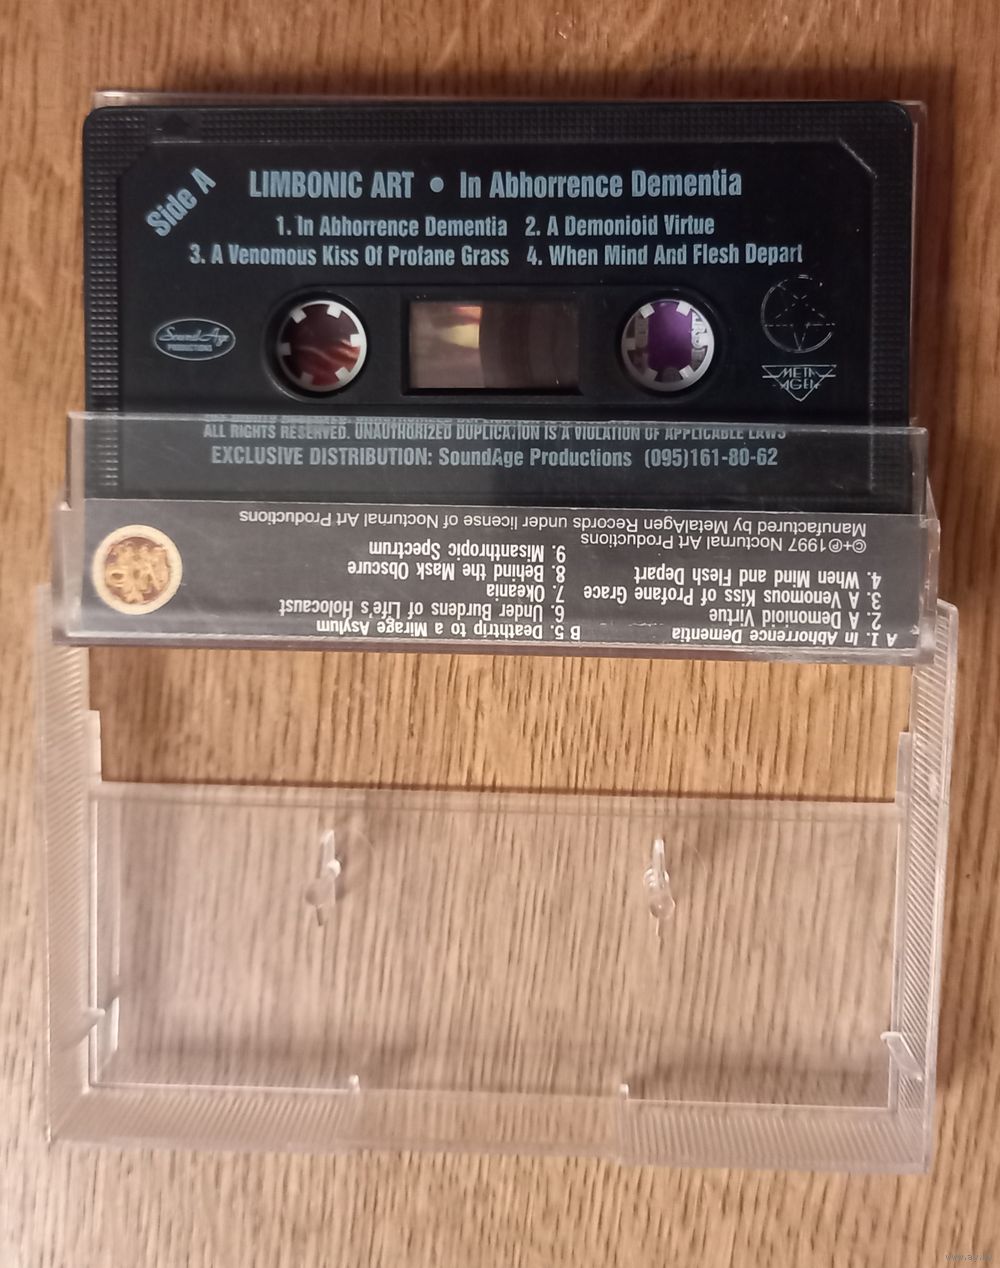 Side A
LIMBONIC ART • In Abhorrence Dementia
1. In Abhorrence Dementia 2. A Demonioid Virtue
3. A Venomous Kiss Of Profane Grass 4. When Mind And Flesh Depart
SoundAge
PRODUCTIONS
METAL
AGEN
ALL RIGHTS RESERVED. UNAUTHORIZED DUPLICATION IS A VIOLATION OF APPLICABLE LAWS
EXCLUSIVE DISTRIBUTION: SoundAge Productions (095)161-80-62
A 1. In Abhorrence Dementia
2. A Demonioid Virtue
3. A Venomous Kiss of Profane Grace
4. When Mind and Flesh Depart
B 5. Deathtrip to a Mirage Asylum
6. Under Burdens of Life's Holocaust
7. Okeania
8. Behind the Mask Obscure
9. Misanthropic Spectrum
©+℗1997 Nocturnal Art Productions
Manufactured by MetalAgen Records under license of Nocturnal Art Productions